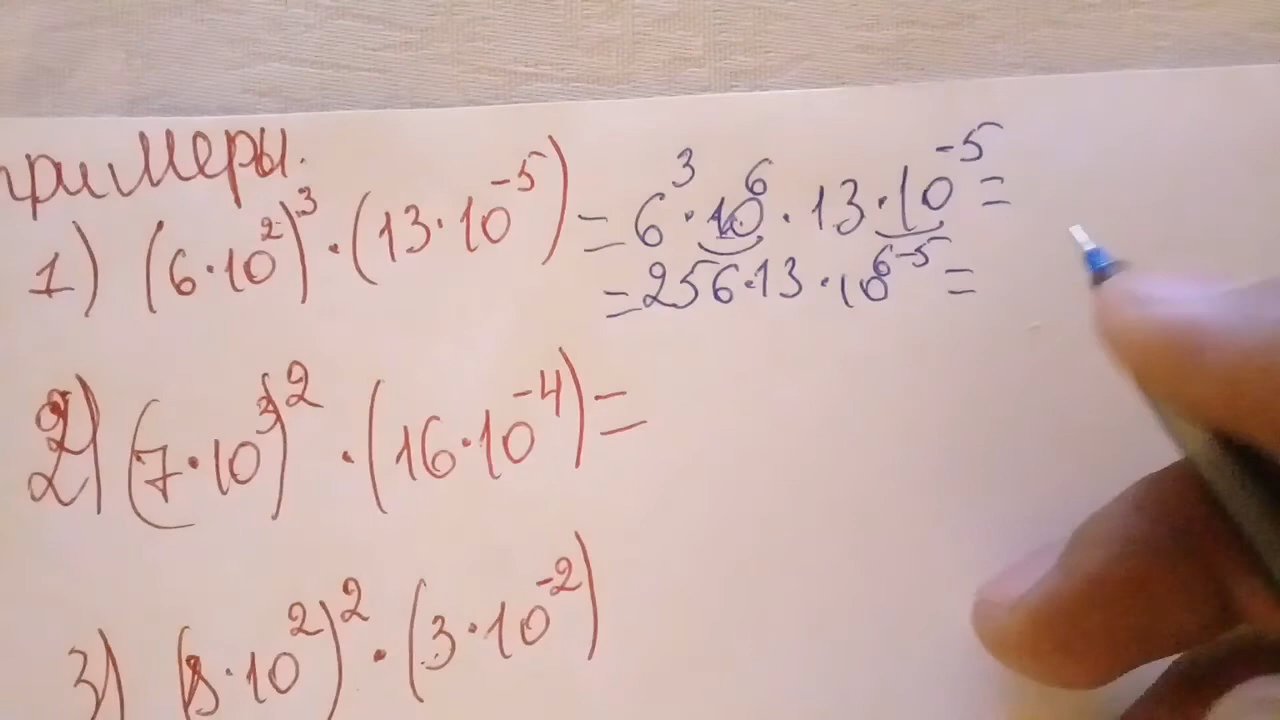 примеры.
1) (6·10²)³·(13·10⁻⁵)=6³·10⁶·13·10⁻⁵=
=256·13·10⁶⁻⁵=
2) (7·10³)²·(16·10⁻⁴)=
3) (8·10²)²·(3·10⁻²)